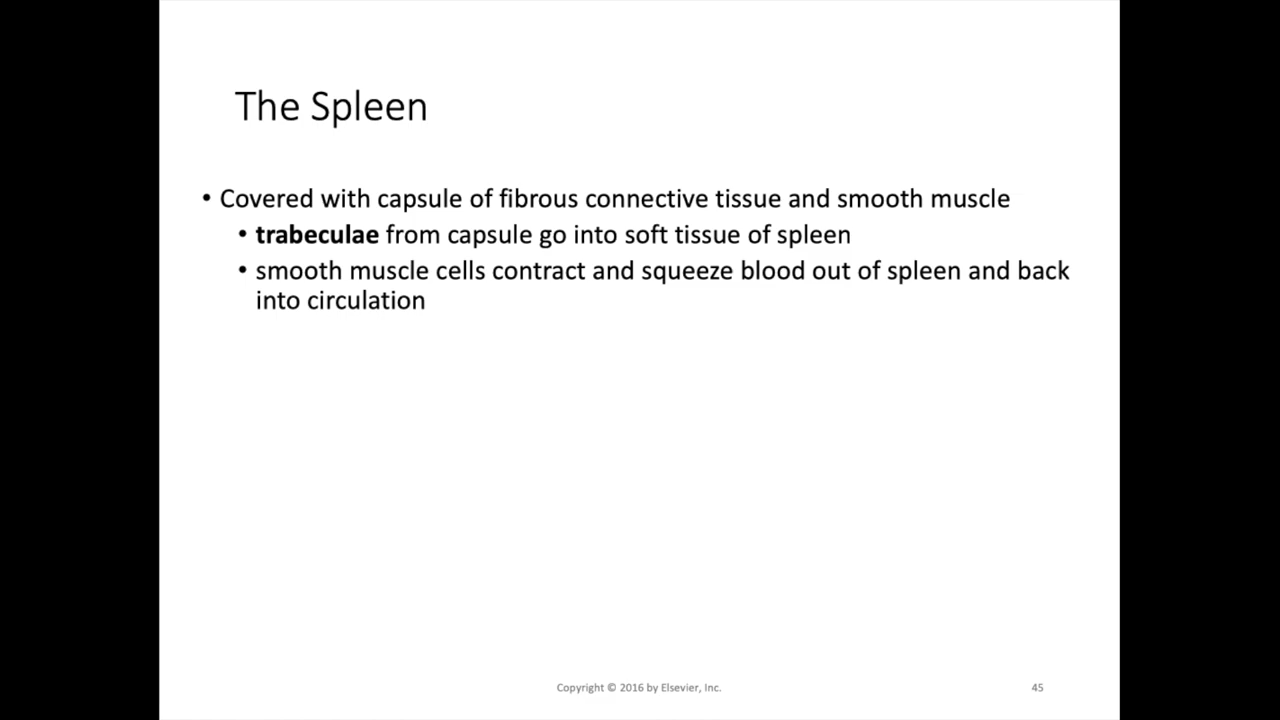 The Spleen
• Covered with capsule of fibrous connective tissue and smooth muscle
• trabeculae from capsule go into soft tissue of spleen
• smooth muscle cells contract and squeeze blood out of spleen and back
into circulation
Copyright © 2016 by Elsevier, Inc.
45